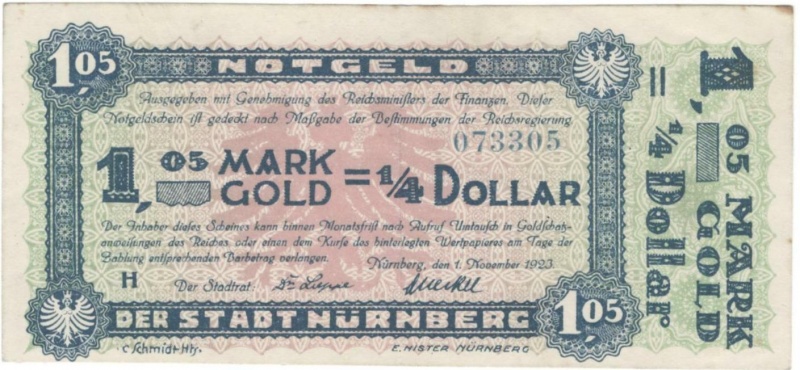 1,05
NOTGELD
Ausgegeben mit Genehmigung des Reichsministers der Finanzen. Dieser
Notgeldschein ist gedeckt nach Maßgabe der Bestimmungen der Reichsregierung.
073305
1,05 MARK GOLD = 1/4 DOLLAR
Der Inhaber dieses Scheines kann binnen Monatsfrist nach Aufruf Umtausch in Goldschatz-
anweisungen des Reiches oder einen dem Kurse des hinterlegten Wertpapieres am Tage der
Zahlung entsprechenden Barbetrag verlangen.
Nürnberg, den 1. November 1923.
H
Der Stadtrat: Dr. Luppe
DER STADT NÜRNBERG
1,05
C Schmidt-Hfr.
E. NISTER NÜRNBERG
1,05 MARK GOLD
= 1/4 Dollar